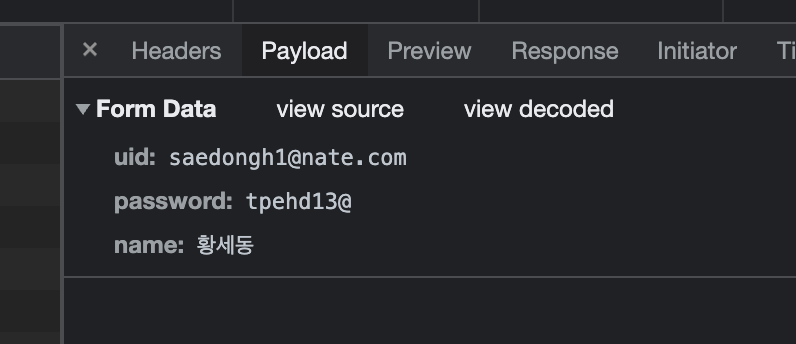 × Headers Payload Preview Response Initiator Ti
▼ Form Data view source view decoded
uid: saedongh1@nate.com
password: tpehd13@
name: 황세동